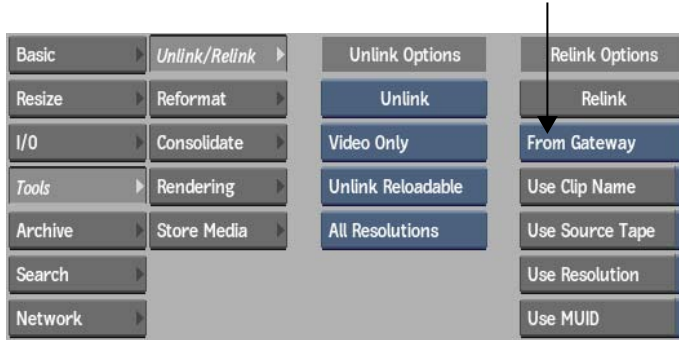 Basic
Unlink/Relink
Unlink Options
Relink Options
Resize
Reformat
Unlink
Relink
I/O
Consolidate
Video Only
From Gateway
Tools
Rendering
Unlink Reloadable
Use Clip Name
Archive
Store Media
All Resolutions
Use Source Tape
Search
Use Resolution
Network
Use MUID